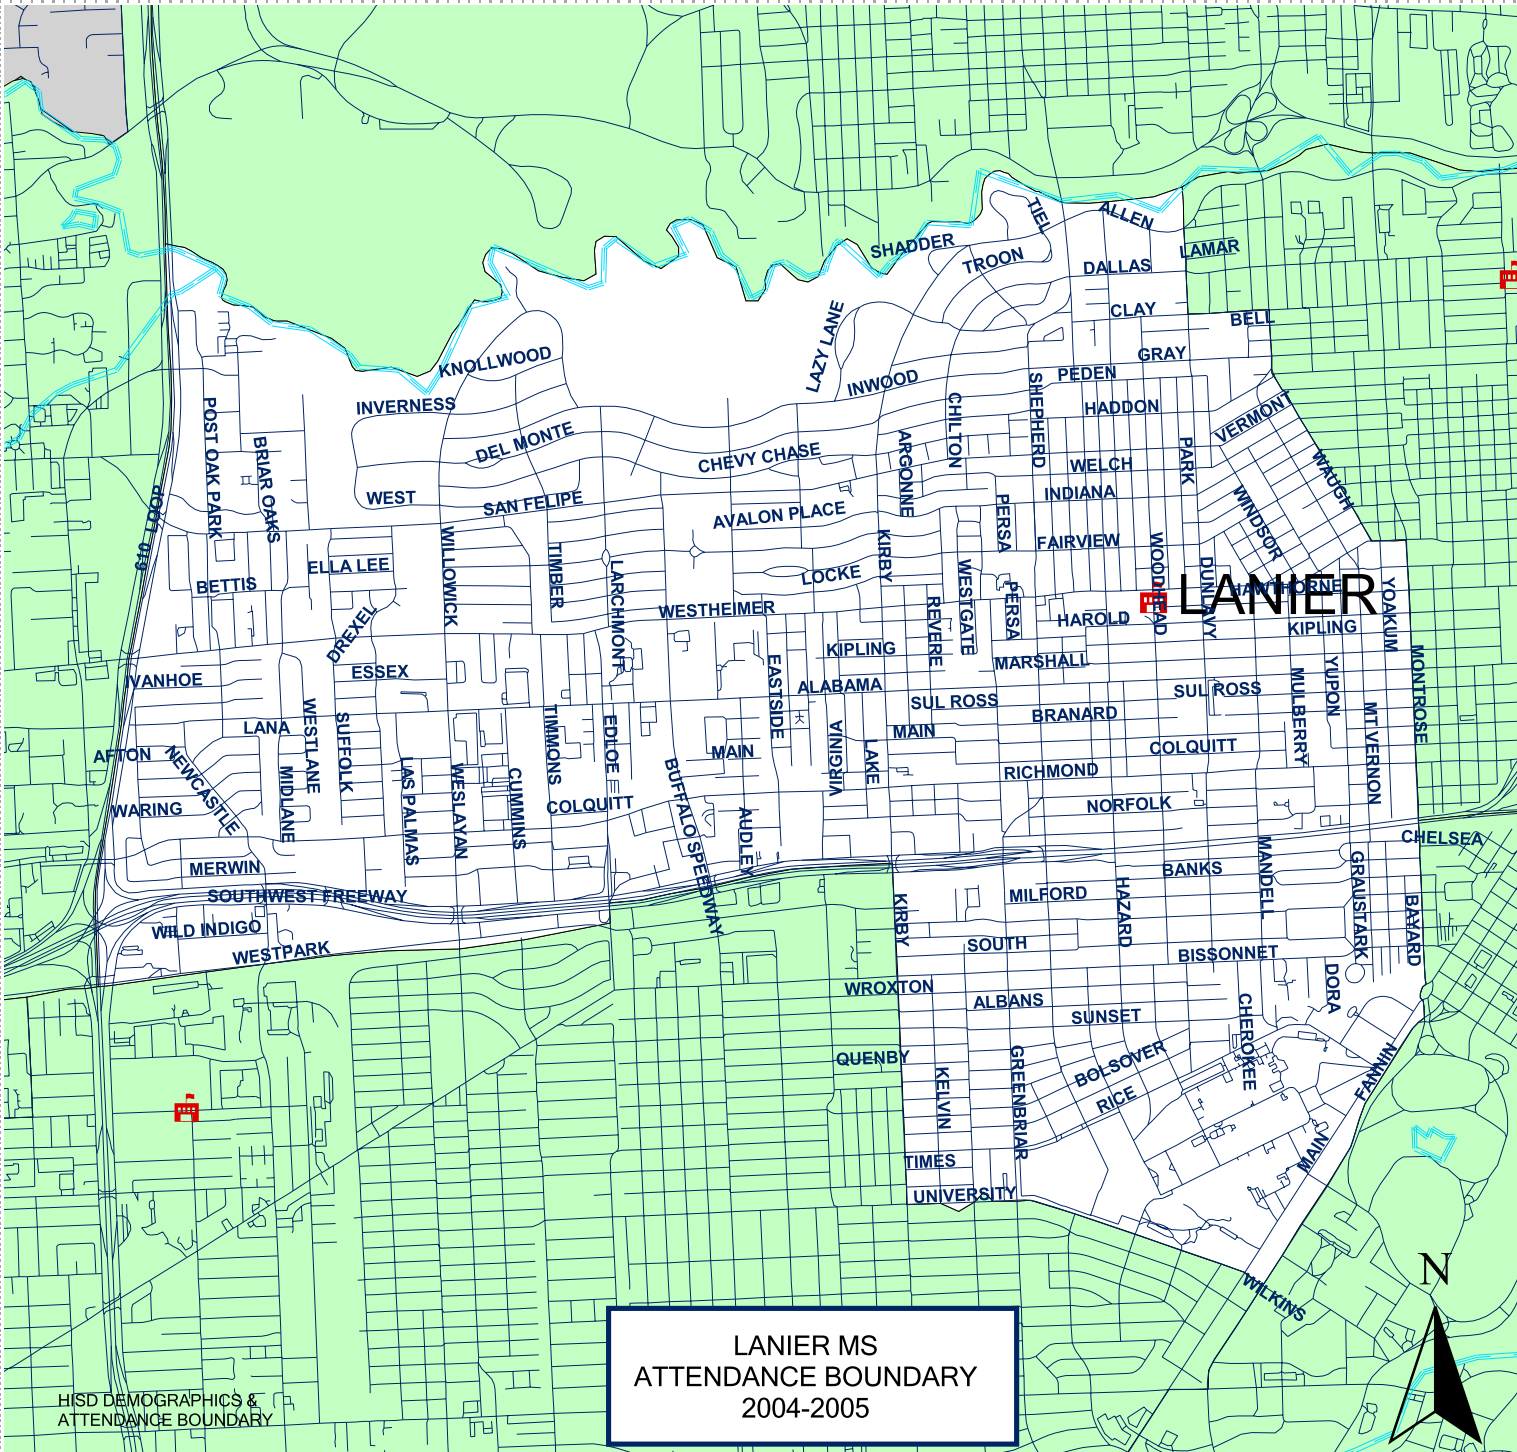 TIEL
ALLEN
SHADDER
LAMAR
TROON
DALLAS
CLAY
BELL
LAZY LANE
GRAY
KNOLLWOOD
PEDEN
INWOOD
INVERNESS
POST OAK PARK
CHILTON
SHEPHERD
HADDON
VERMONT
BRIAR OAKS
DEL MONTE
CHEVY CHASE
ARGONNE
PARK
WELCH
WAUGH
WEST
SAN FELIPE
INDIANA
AVALON PLACE
PERSA
WINDSOR
610 LOOP
WILLOWICK
KIRBY
FAIRVIEW
WOODHEAD
ELLA LEE
TIMBER
LARCHMONT
LOCKE
WESTGATE
DUNLAVY
BETTIS
HAWTHORNE
LANIER
YOAKUM
PERSA
REVERE
WESTHEIMER
HAROLD
KIPLING
DREXEL
KIPLING
MARSHALL
MONTROSE
IVANHOE
ESSEX
EASTSIDE
ALABAMA
SUL ROSS
MULBERRY
YUPON
SUL ROSS
WESTLANE
SUFFOLK
BRANARD
MT VERNON
LANA
TIMMONS
EDLOE
VIRGINIA
MAIN
AFTON
NEWCASTLE
MAIN
LAKE
COLQUITT
RICHMOND
MIDLANE
LAS PALMAS
WESLAYAN
CUMMINS
BUFFALO SPEEDWAY
WARING
COLQUITT
AUDLEY
NORFOLK
CHELSEA
MERWIN
BANKS
MANDELL
GRAUSTARK
SOUTHWEST FREEWAY
MILFORD
HAZARD
BAYARD
WILD INDIGO
KIRBY
WESTPARK
SOUTH
BISSONNET
WROXTON
ALBANS
DORA
SUNSET
CHEROKEE
QUENBY
GREENBRIAR
BOLSOVER
FANNIN
KELVIN
RICE
TIMES
MAIN
UNIVERSITY
N
WILKINS
LANIER MS
ATTENDANCE BOUNDARY
2004-2005
HISD DEMOGRAPHICS &
ATTENDANCE BOUNDARY